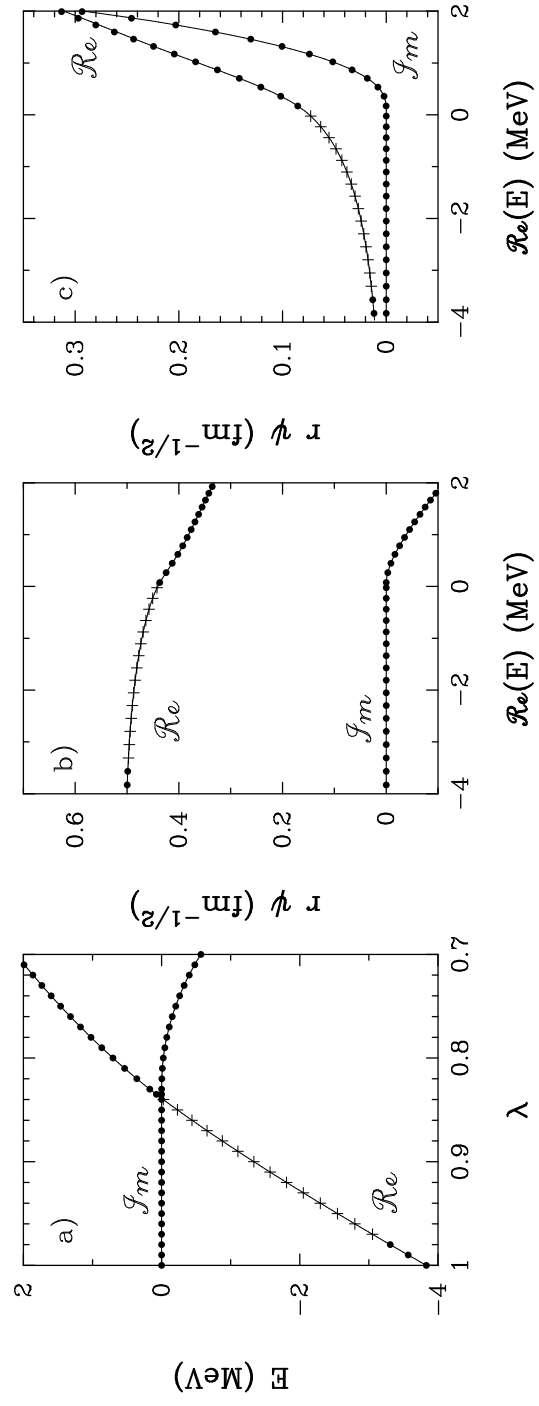 a)
E (MeV)
2
0
−2
−4
ℐm
ℛe
1
0.9
0.8
0.7
λ
b)
r ψ (fm⁻¹/²)
0.6
0.4
0.2
0
ℛe
ℐm
−4
−2
0
2
ℛe(E) (MeV)
c)
r ψ (fm⁻¹/²)
0.3
0.2
0.1
0
ℛe
ℐm
−4
−2
0
2
ℛe(E) (MeV)